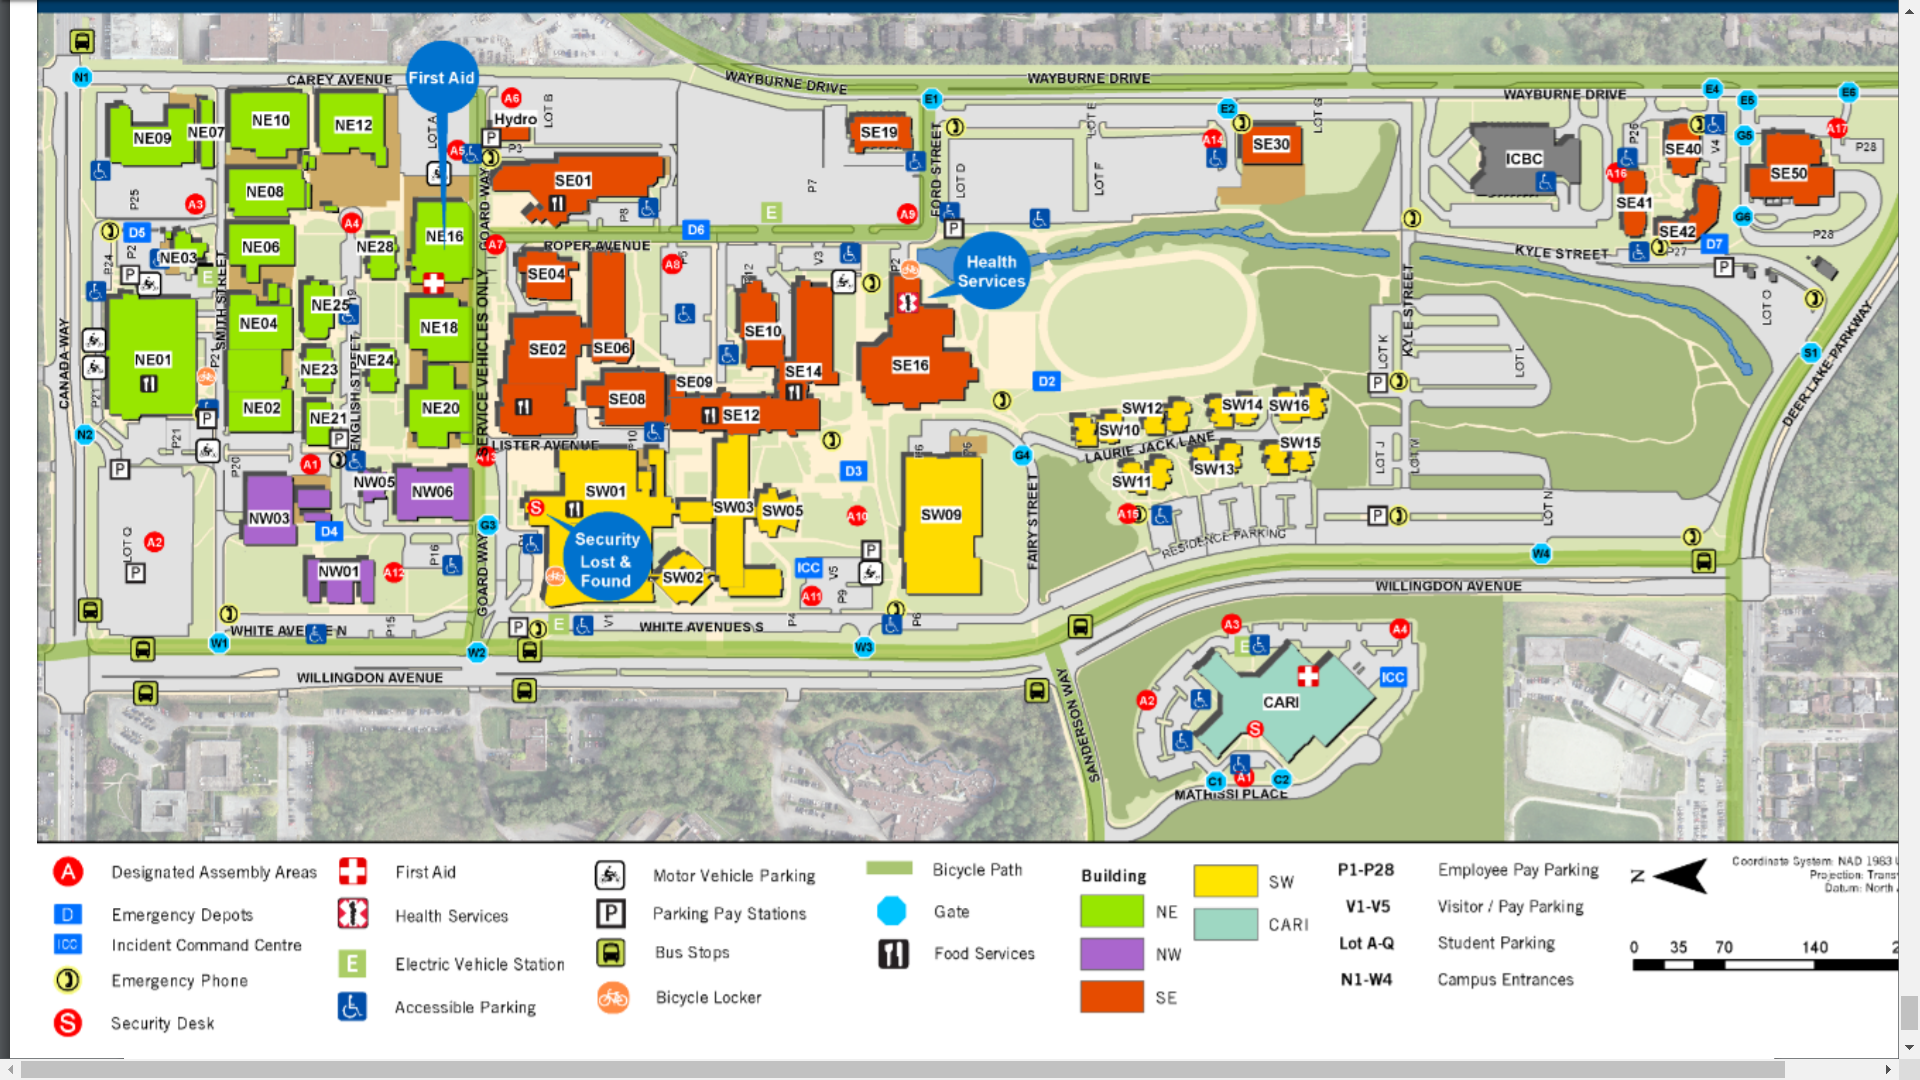 N1
CAREY AVENUE
First Aid
WAYBURNE DRIVE
WAYBURNE DRIVE
WAYBURNE DRIVE
E1
E2
E4
E5
E6
A6
LOT B
LOT E
LOT G
Hydro
P
P3
NE09
NE07
NE10
NE12
LOT A
A5
SE19
FORD STREET
A14
SE30
ICBC
P26
SE40
V4
G5
A17
P28
SE50
SE01
P7
LOT D
LOT F
A16
SE41
NE08
P25
A3
A4
P8
E
A9
G6
SE42
D5
NE06
NE28
NE16
GOARD WAY
A7
ROPER AVENUE
D6
P
KYLE STREET
P27
D7
P28
P2
NE03
P24
P
E
SMITH STREET
SE04
A8
P5
P12
V3
P2
Health
Services
P
LOT O
NE25
P19
NE04
NE18
SERVICE VEHICLES ONLY
SE10
KYLE STREET
NE01
P21
NE24
NE23
SE02
SE06
SE14
SE16
LOT K
LOT L
S1
CANADA WAY
DEER LAKE PARKWAY
P21
P
NE02
NE21
NE20
ENGLISH STREET
SE09
SE08
SE12
D2
P
SW12
SW14
SW16
SW10
N2
P21
P
P
P20
A1
LISTER AVENUE
P10
A13
LAURIE JACK LANE
SW15
SW13
SW11
G4
LOT J
LOT M
D3
P6
P5
NW05
NW06
NW03
D4
SW01
S
SW03
SW05
A10
SW09
FAIRY STREET
A15
P
LOT N
RESIDENCE PARKING
LOT Q
A2
P
G3
Security
Lost &
Found
SW02
ICC
V5
P
P9
A11
W4
NW01
A12
P16
GOARD WAY
WILLINGDON AVENUE
W1
WHITE AVENUE N
P15
W2
P
E
V1
WHITE AVENUES S
P4
W3
P6
WILLINGDON AVENUE
SANDERSON WAY
A3
E
A4
ICC
A2
CARI
S
C1
A1
C2
MATHISSI PLACE
A Designated Assembly Areas
D Emergency Depots
ICC Incident Command Centre
Emergency Phone
S Security Desk
First Aid
Health Services
E Electric Vehicle Station
Accessible Parking
Motor Vehicle Parking
P Parking Pay Stations
Bus Stops
Bicycle Locker
Bicycle Path
Gate
Food Services
Building
NE
NW
SE
SW
CARI
P1-P28 Employee Pay Parking
V1-V5 Visitor / Pay Parking
Lot A-Q Student Parking
N1-W4 Campus Entrances
N
Coordinate System: NAD 1983
Projection: Trans
Datum: North
0 35 70 140 2